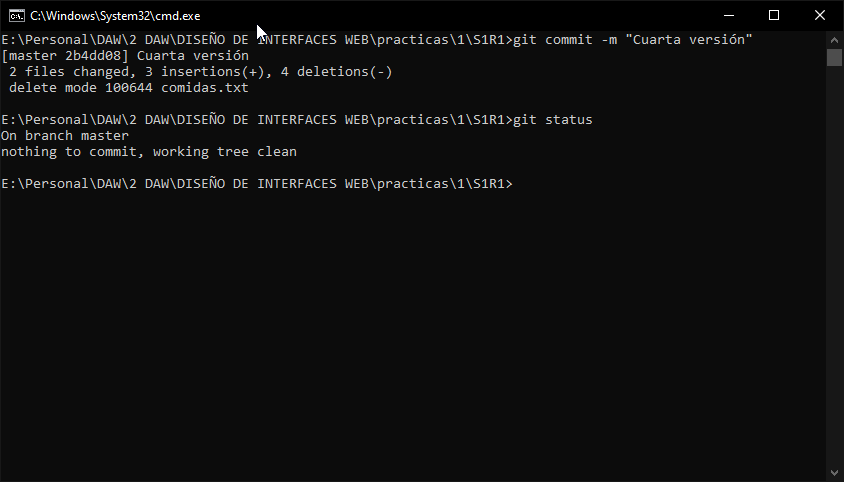 C:\Windows\System32\cmd.exe
E:\Personal\DAW\2 DAW\DISEÑO DE INTERFACES WEB\practicas\1\S1R1>git commit -m "Cuarta versión"
[master 2b4dd08] Cuarta versión
 2 files changed, 3 insertions(+), 4 deletions(-)
 delete mode 100644 comidas.txt
E:\Personal\DAW\2 DAW\DISEÑO DE INTERFACES WEB\practicas\1\S1R1>git status
On branch master
nothing to commit, working tree clean
E:\Personal\DAW\2 DAW\DISEÑO DE INTERFACES WEB\practicas\1\S1R1>